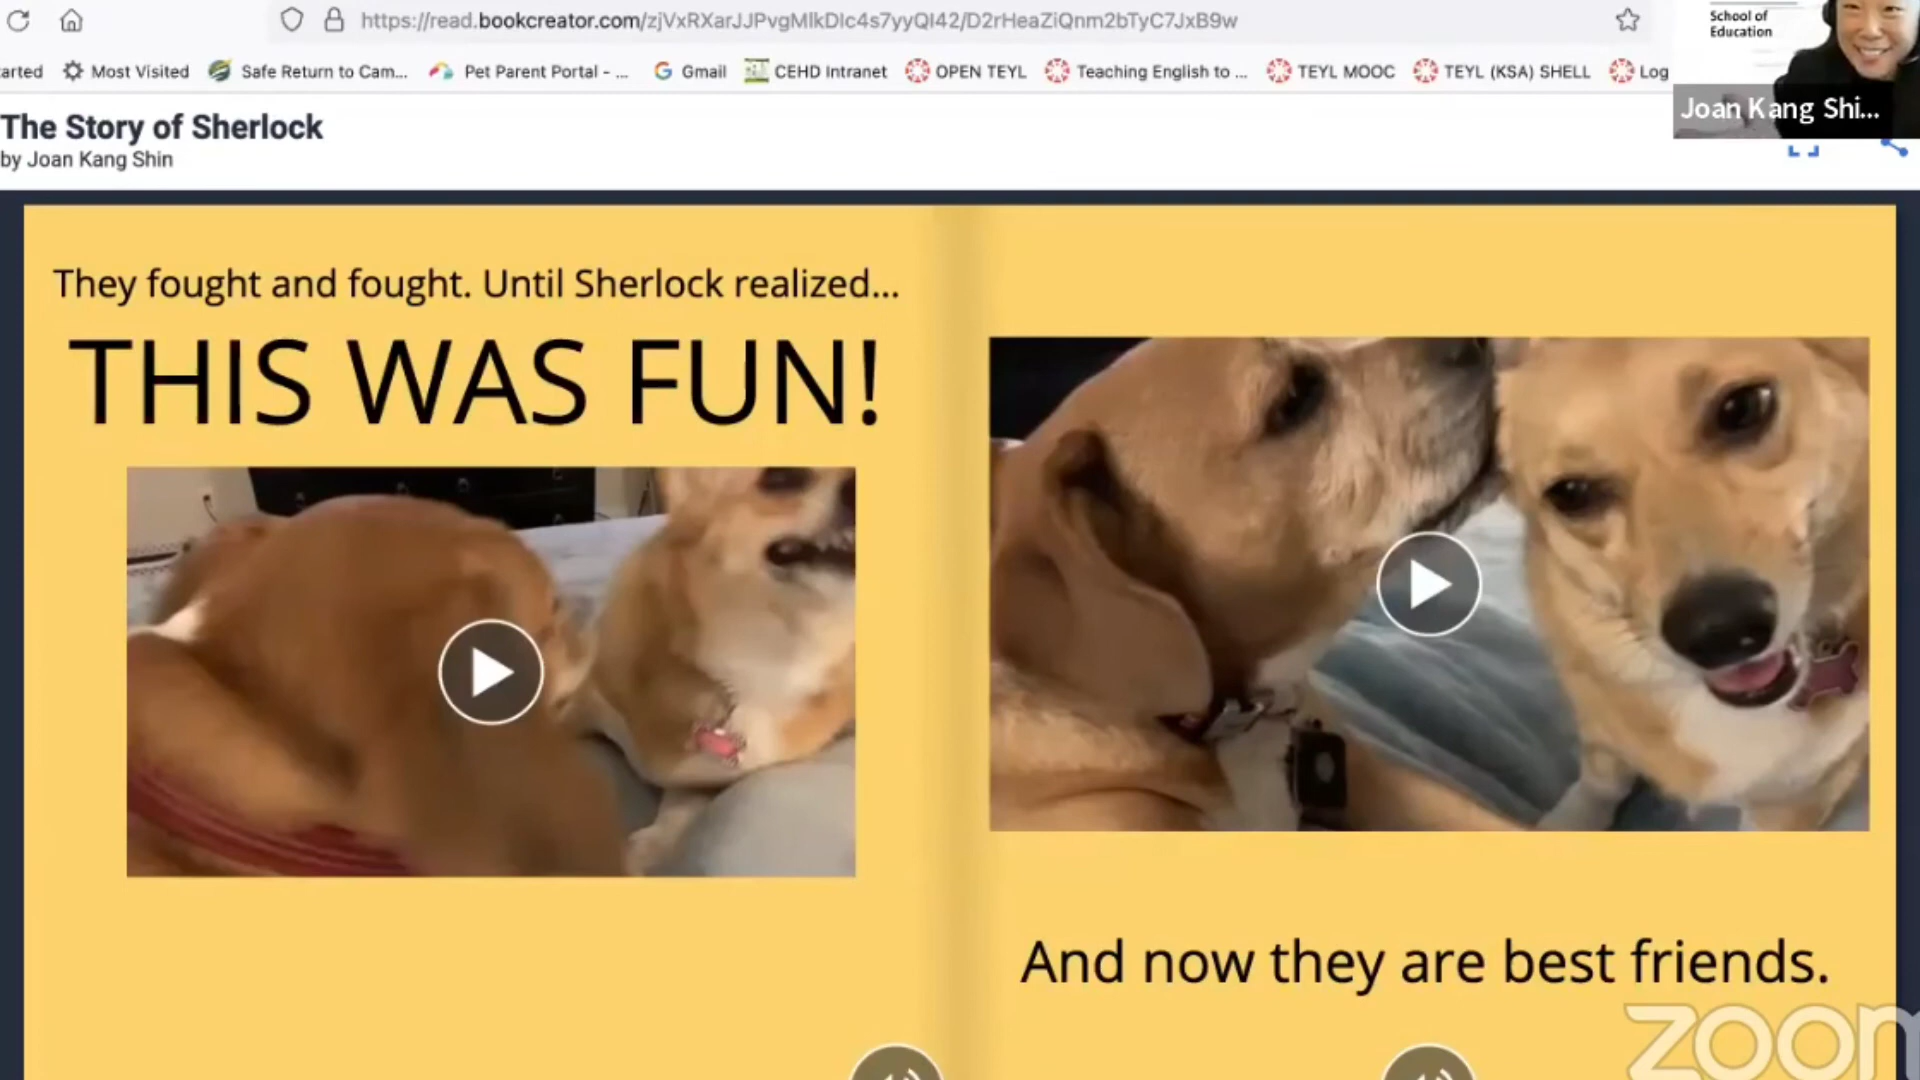 https://read.bookcreator.com/zjVxRXarJJPvgMlkDIc4s7yyQI42/D2rHeaZiQnm2bTyC7JxB9w
School of
Education
arted Most Visited Safe Return to Cam... Pet Parent Portal - ... Gmail CEHD Intranet OPEN TEYL Teaching English to ... TEYL MOOC TEYL (KSA) SHELL Log
Joan Kang Shi...
The Story of Sherlock
by Joan Kang Shin
They fought and fought. Until Sherlock realized...
THIS WAS FUN!
And now they are best friends.
zoom